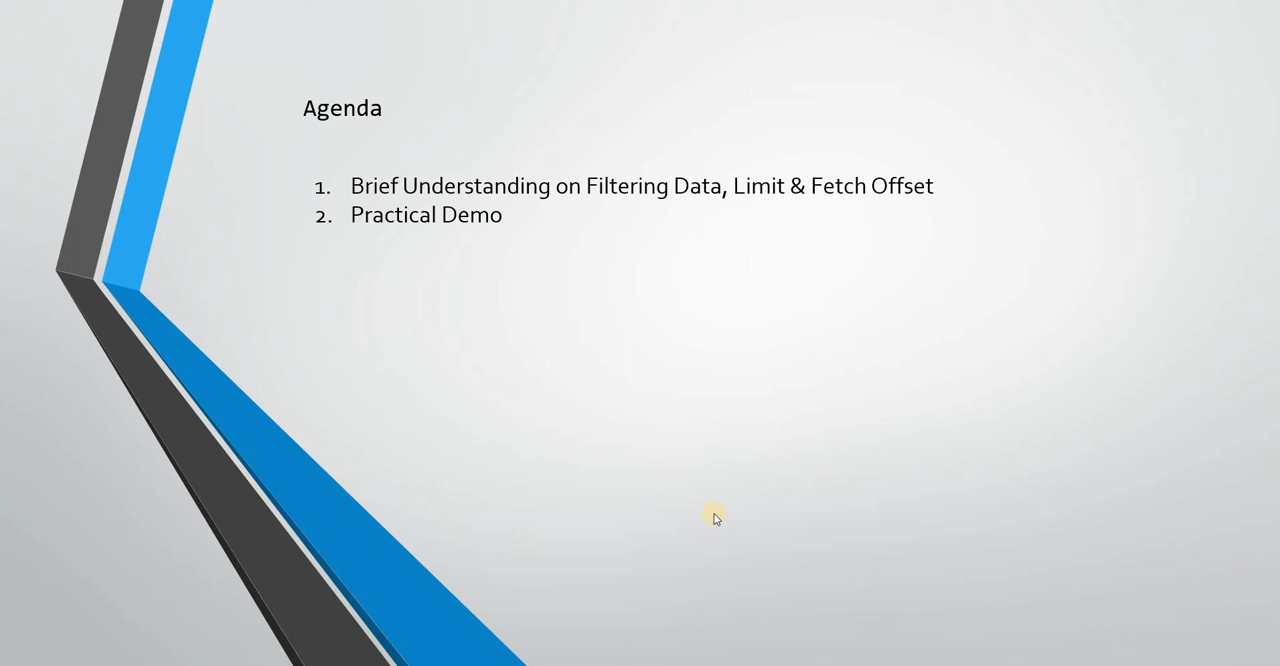 Agenda
1. Brief Understanding on Filtering Data, Limit & Fetch Offset
2. Practical Demo